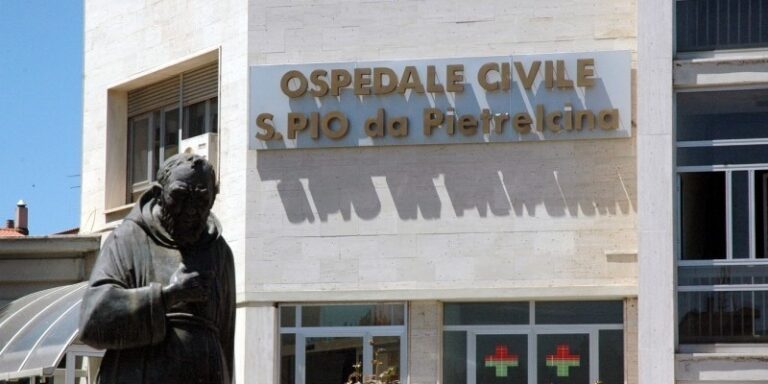 OSPEDALE CIVILE
S.PIO da Pietrelcina